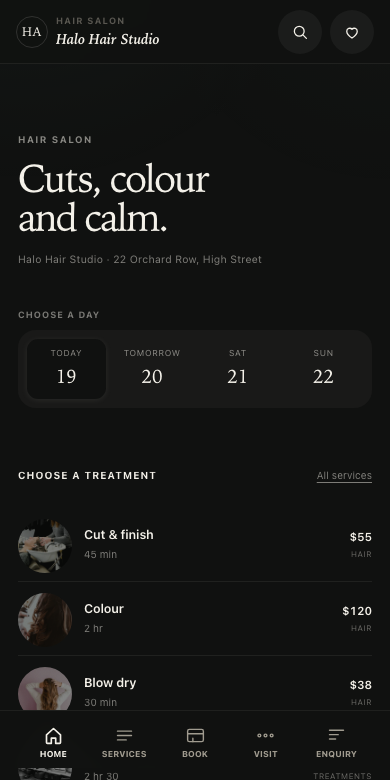 HA
HAIR SALON
Halo Hair Studio
HAIR SALON
Cuts, colour
and calm.
Halo Hair Studio · 22 Orchard Row, High Street
CHOOSE A DAY
TODAY TOMORROW SAT SUN
19 20 21 22
CHOOSE A TREATMENT All services
Cut & finish $55
45 min HAIR
Colour $120
2 hr HAIR
Blow dry $38
30 min HAIR
HOME SERVICES BOOK VISIT ENQUIRY
2 hr 30 TREATMENTS